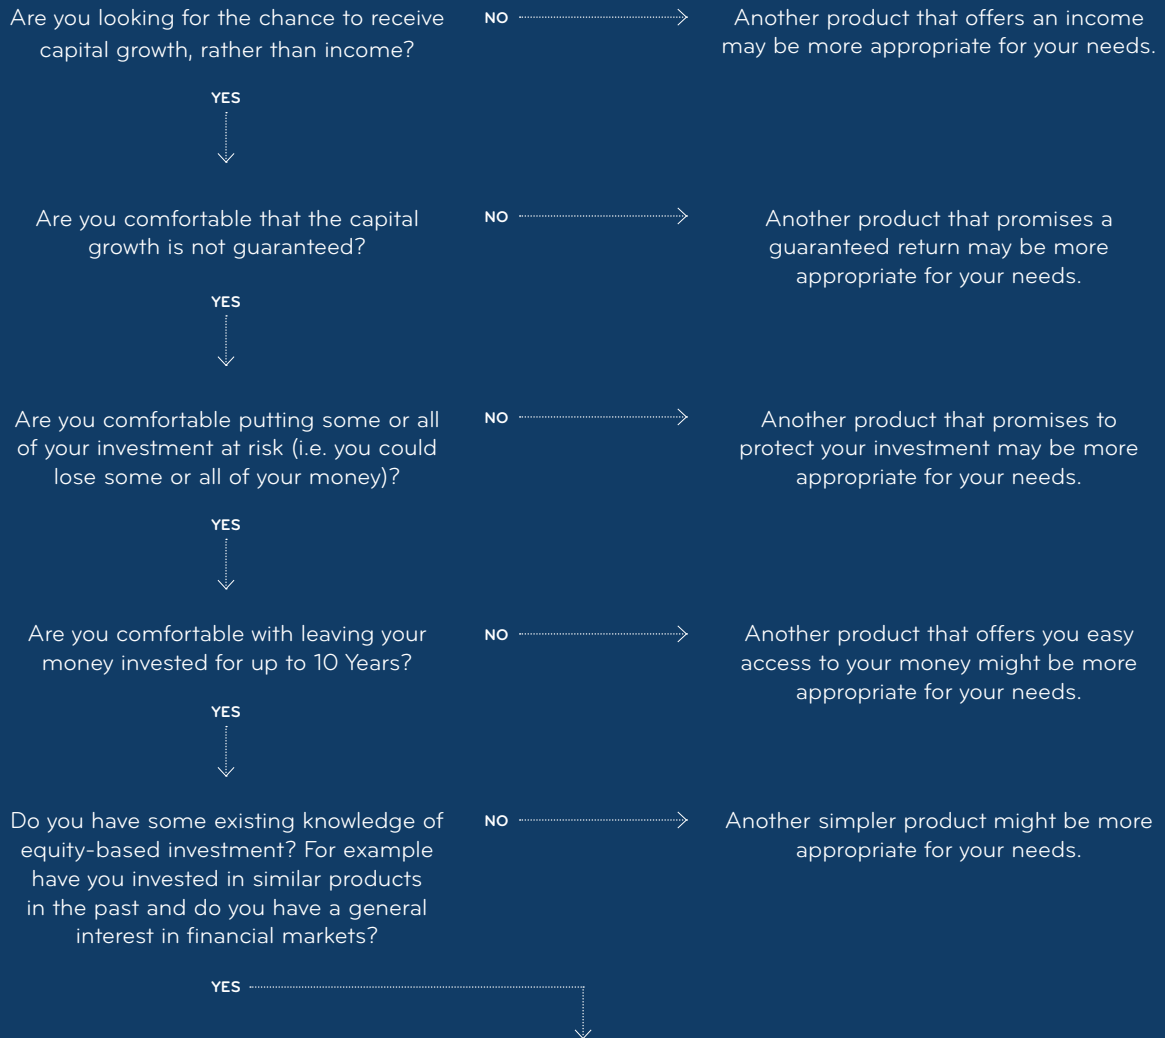 Are you looking for the chance to receive
capital growth, rather than income?
NO
Another product that offers an income
may be more appropriate for your needs.
YES
Are you comfortable that the capital
growth is not guaranteed?
NO
Another product that promises a
guaranteed return may be more
appropriate for your needs.
YES
Are you comfortable putting some or all
of your investment at risk (i.e. you could
lose some or all of your money)?
NO
Another product that promises to
protect your investment may be more
appropriate for your needs.
YES
Are you comfortable with leaving your
money invested for up to 10 Years?
NO
Another product that offers you easy
access to your money might be more
appropriate for your needs.
YES
Do you have some existing knowledge of
equity-based investment? For example
have you invested in similar products
in the past and do you have a general
interest in financial markets?
NO
Another simpler product might be more
appropriate for your needs.
YES